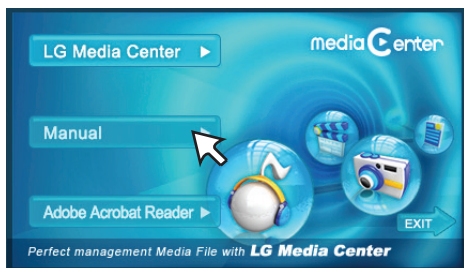 LG Media Center
media Center
Manual
Adobe Acrobat Reader
EXIT
Perfect management Media File with LG Media Center